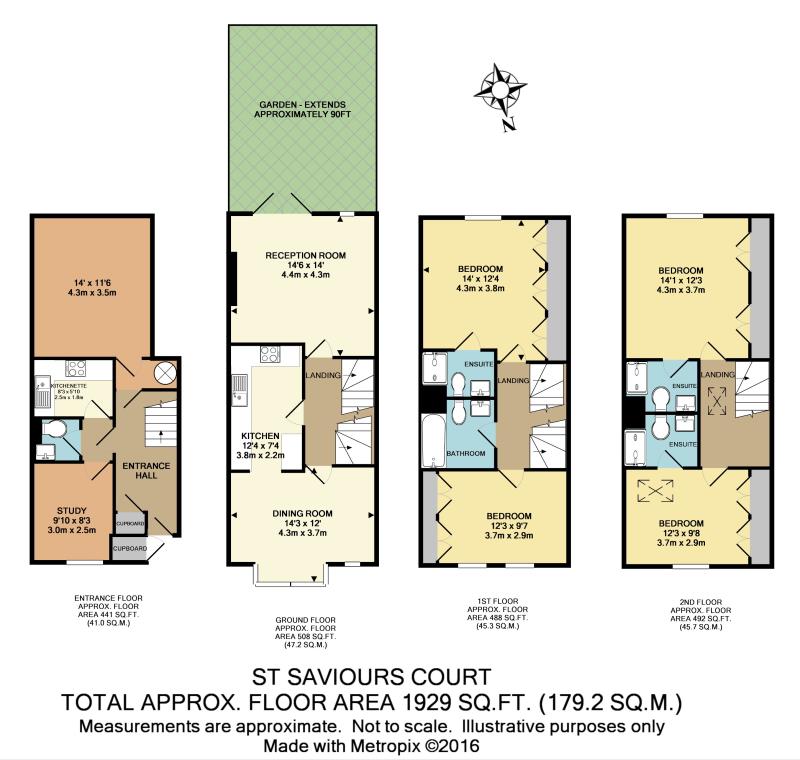 GARDEN - EXTENDS
APPROXIMATELY 90FT
N
14' x 11'6
4.3m x 3.5m
KITCHENETTE
8'3 x 5'10
2.5m x 1.8m
ENTRANCE
HALL
STUDY
9'10 x 8'3
3.0m x 2.5m
CUPBOARD
CUPBOARD
ENTRANCE FLOOR
APPROX. FLOOR
AREA 441 SQ.FT.
(41.0 SQ.M.)
RECEPTION ROOM
14'6 x 14'
4.4m x 4.3m
LANDING
KITCHEN
12'4 x 7'4
3.8m x 2.2m
DINING ROOM
14'3 x 12'
4.3m x 3.7m
GROUND FLOOR
APPROX. FLOOR
AREA 508 SQ.FT.
(47.2 SQ.M.)
BEDROOM
14' x 12'4
4.3m x 3.8m
ENSUITE
LANDING
BATHROOM
BEDROOM
12'3 x 9'7
3.7m x 2.9m
1ST FLOOR
APPROX. FLOOR
AREA 488 SQ.FT.
(45.3 SQ.M.)
BEDROOM
14'1 x 12'3
4.3m x 3.7m
LANDING
ENSUITE
ENSUITE
BEDROOM
12'3 x 9'8
3.7m x 2.9m
2ND FLOOR
APPROX. FLOOR
AREA 492 SQ.FT.
(45.7 SQ.M.)
ST SAVIOURS COURT
TOTAL APPROX. FLOOR AREA 1929 SQ.FT. (179.2 SQ.M.)
Measurements are approximate. Not to scale. Illustrative purposes only
Made with Metropix ©2016